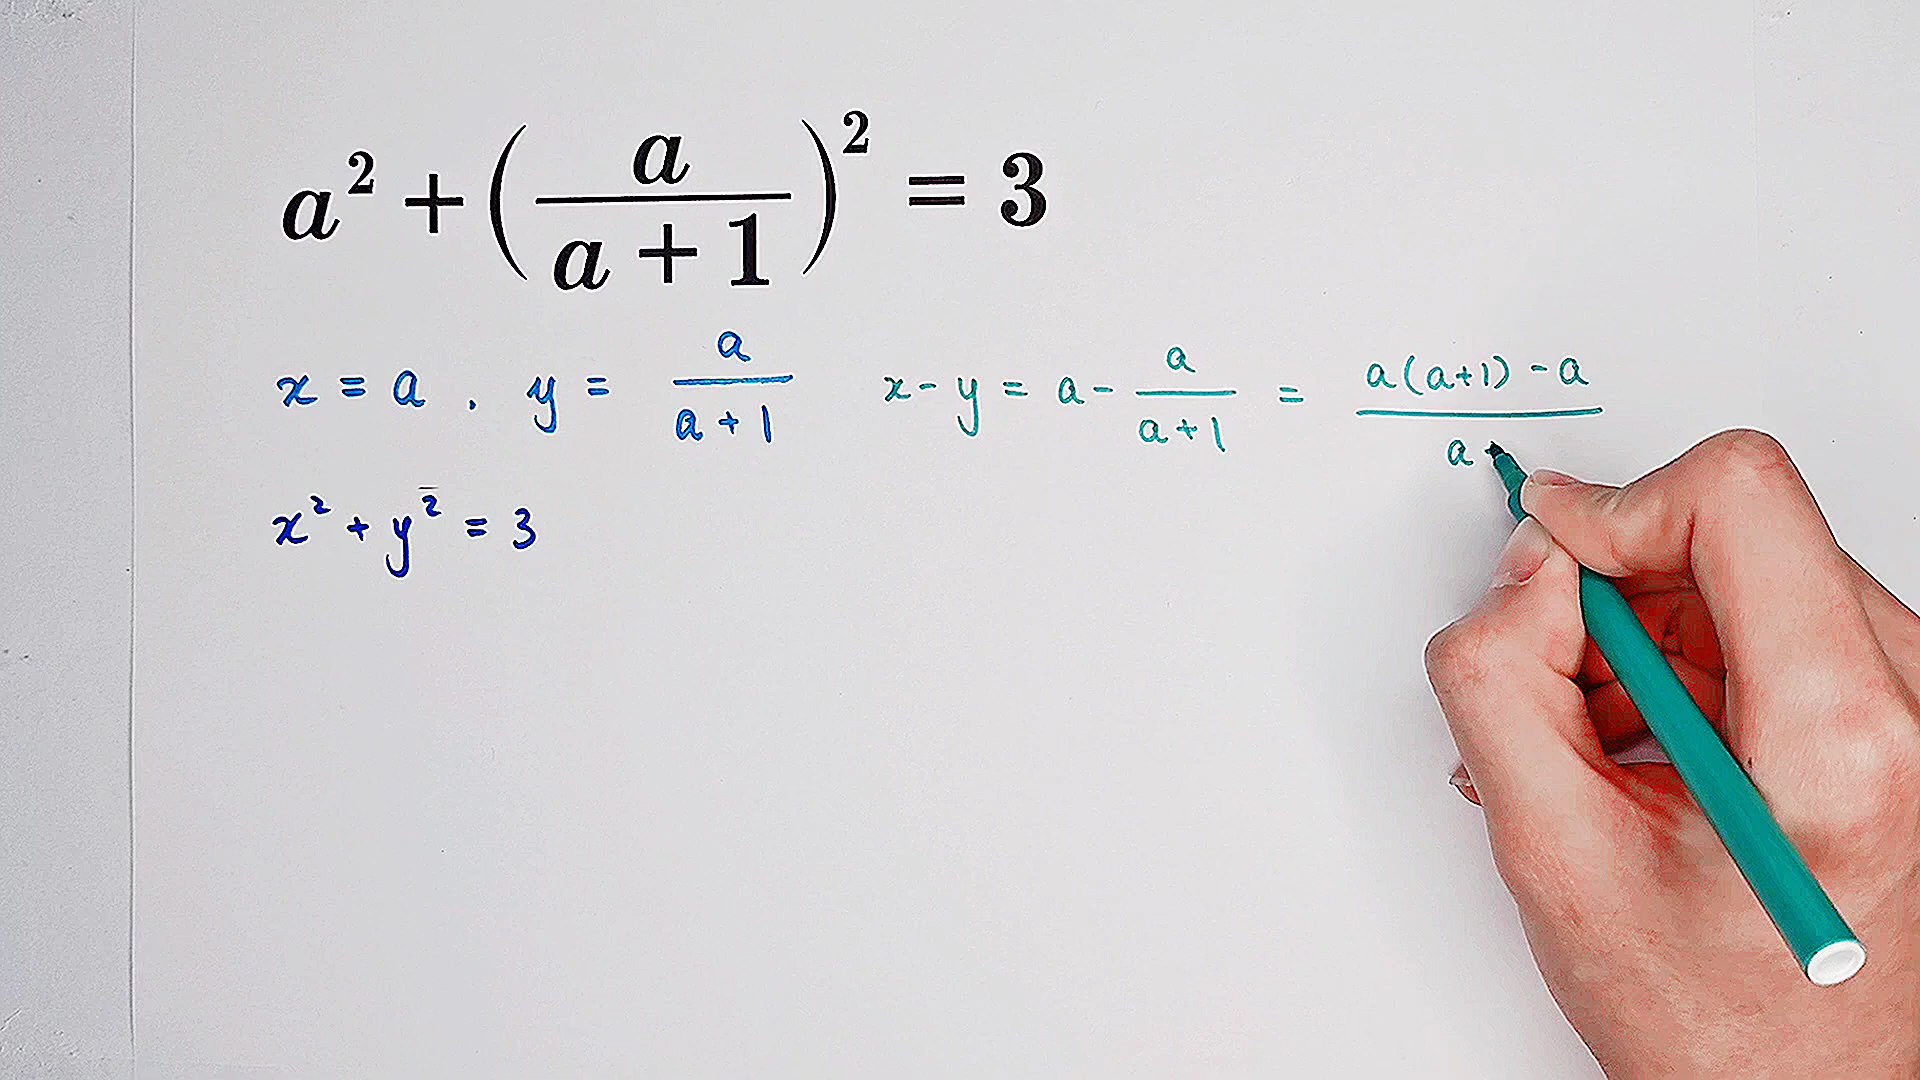 a² + (a/(a + 1))² = 3
x = a . y = a/(a + 1) x - y = a - a/(a + 1) = (a(a+1) - a)/a
x² + y² = 3